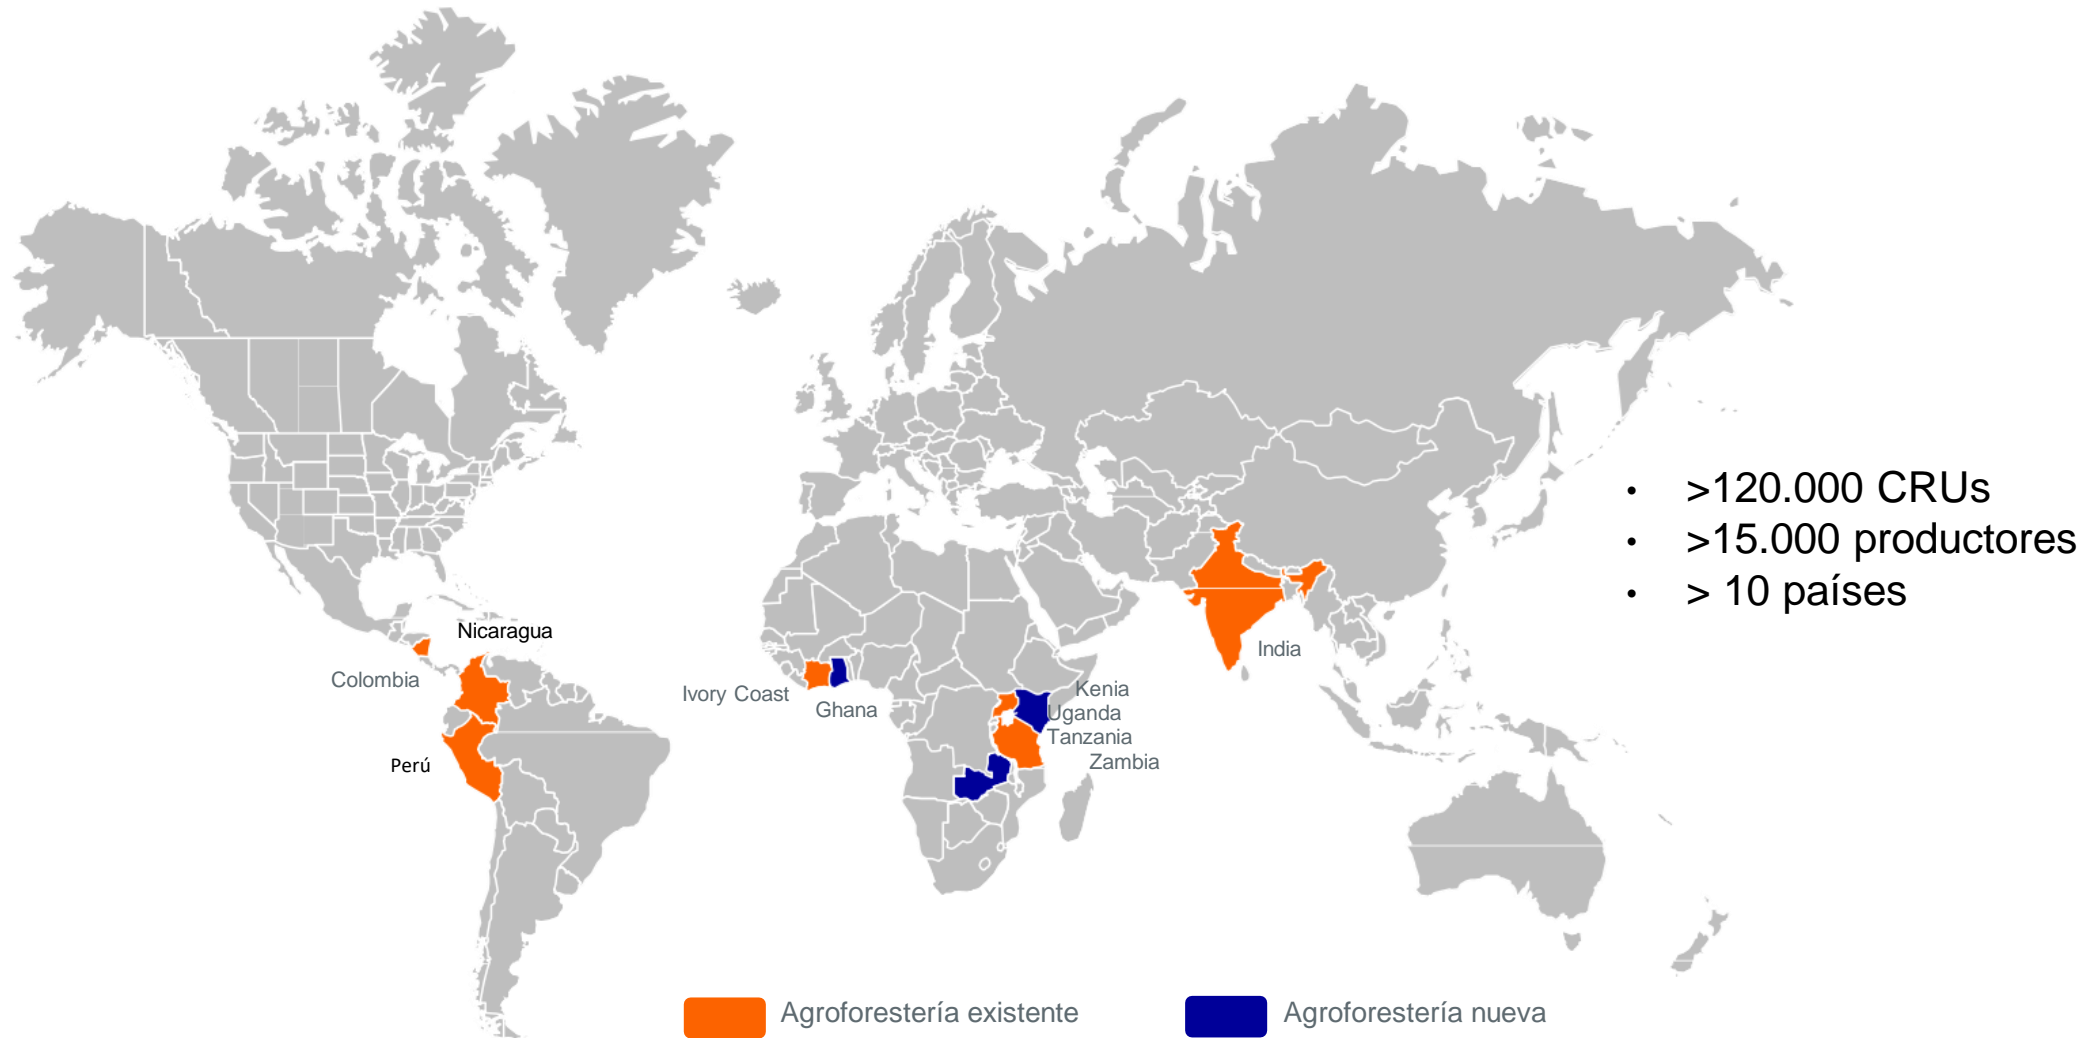 • >120.000 CRUs
• >15.000 productores
• > 10 países
Nicaragua
Colombia
Perú
Ivory Coast
Ghana
India
Kenia
Uganda
Tanzania
Zambia
Agroforestería existente
Agroforestería nueva